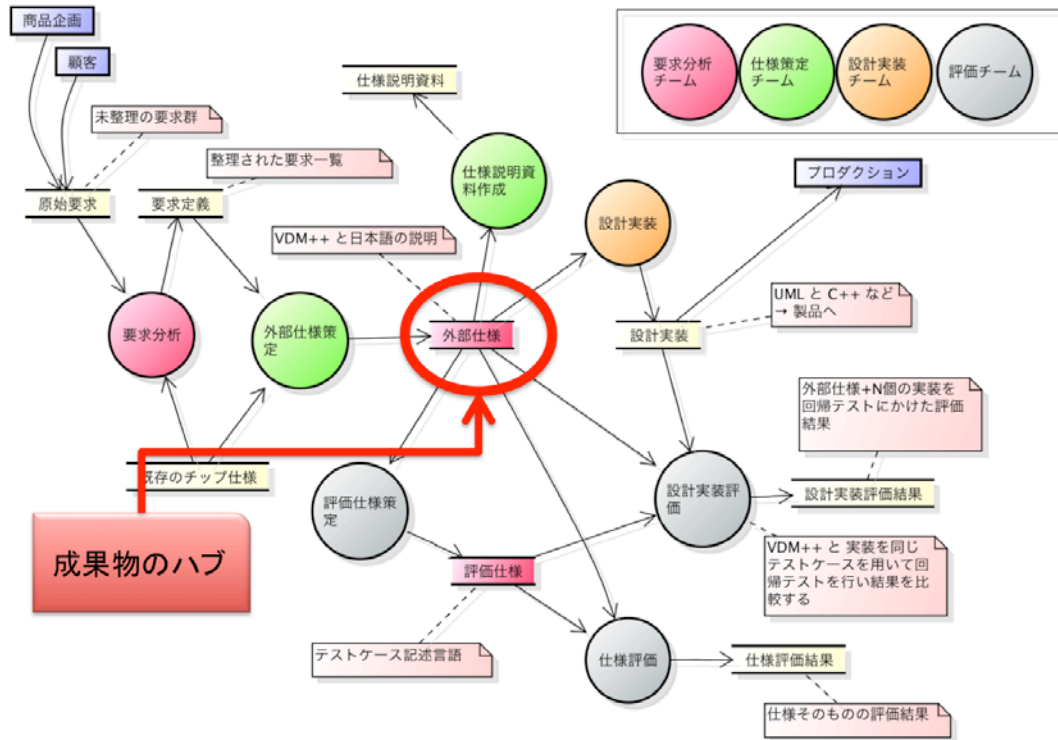 商品企画
顧客
未整理の要求群
原始要求
要求定義
整理された要求一覧
仕様説明資料
仕様説明資
料作成
要求分析
チーム
仕様策定
チーム
設計実装
チーム
評価チーム
プロダクション
VDM++ と日本語の説明
設計実装
要求分析
外部仕様策
定
外部仕様
設計実装
UML と C++ など
→ 製品へ
外部仕様+N個の実装を
回帰テストにかけた評価
結果
既存のチップ仕様
評価仕様策
定
設計実装評
価
設計実装評価結果
成果物のハブ
評価仕様
VDM++ と 実装を同じ
テストケースを用いて回
帰テストを行い結果を比
較する
テストケース記述言語
仕様評価
仕様評価結果
仕様そのものの評価結果